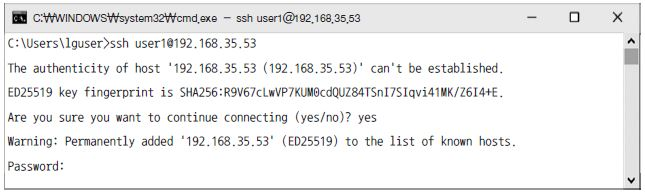 C:₩WINDOWS₩system32₩cmd.exe - ssh user1@192.168.35.53
C:\Users\lguser>ssh user1@192.168.35.53
The authenticity of host '192.168.35.53 (192.168.35.53)' can't be established.
ED25519 key fingerprint is SHA256:R9V67cLwVP7KUM0cdQUZ84TSnI7SIqvi41MK/Z6I4+E.
Are you sure you want to continue connecting (yes/no)? yes
Warning: Permanently added '192.168.35.53' (ED25519) to the list of known hosts.
Password: